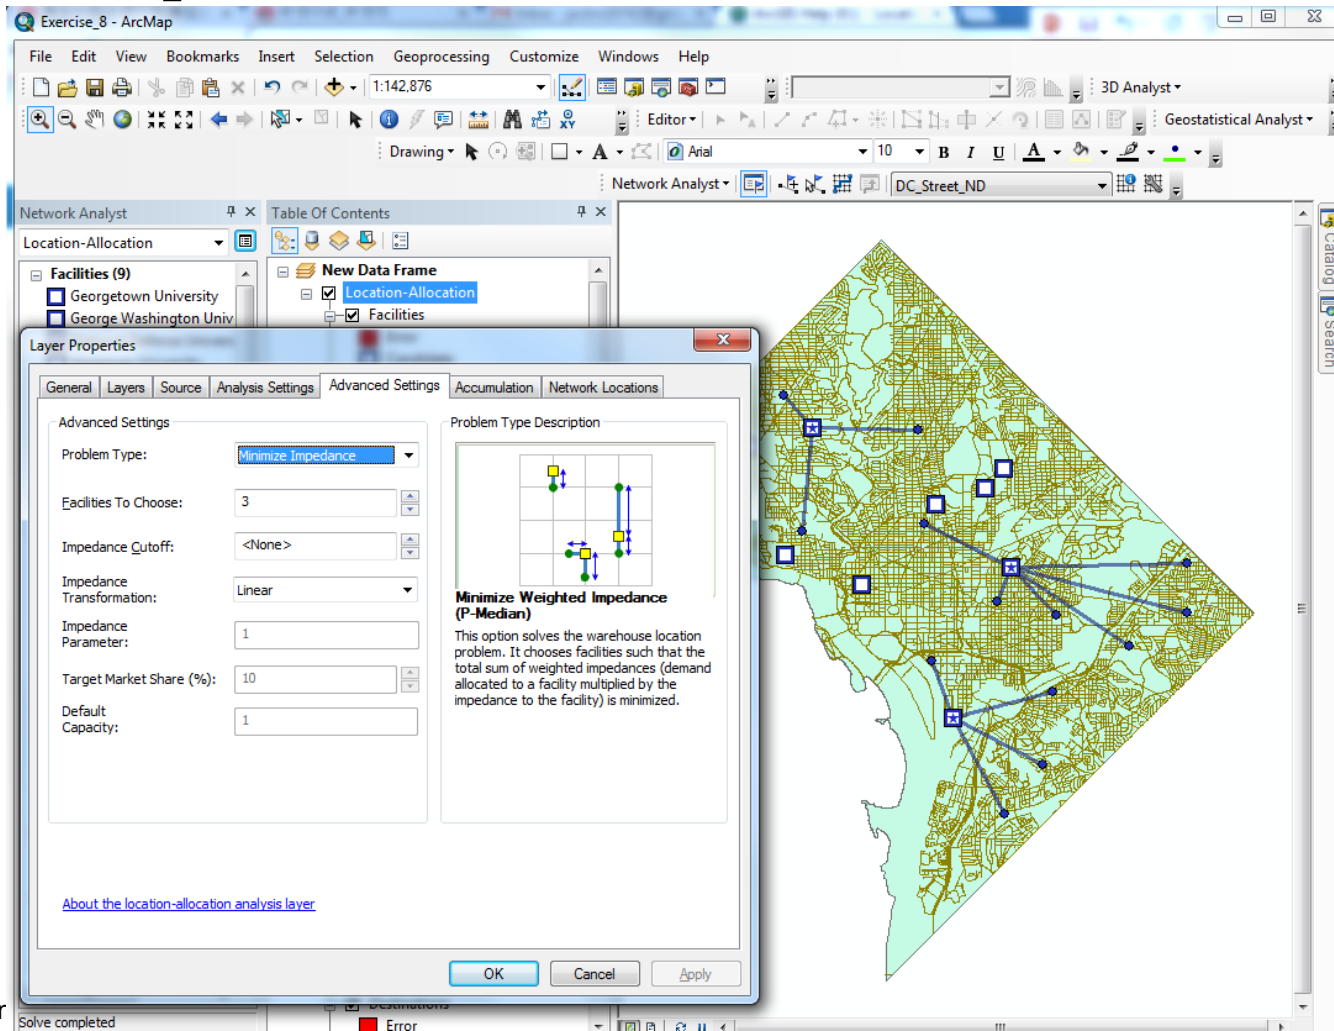 Exercise_8 - ArcMap
File Edit View Bookmarks Insert Selection Geoprocessing Customize Windows Help
1:142,876
3D Analyst
Editor
Geostatistical Analyst
Drawing
A
Arial
10
B I U A
Network Analyst
DC_Street_ND
Network Analyst
Table Of Contents
Location-Allocation
Facilities (9)
Georgetown University
George Washington Univ
New Data Frame
Location-Allocation
Facilities
Catalog
Search
Layer Properties
General Layers Source Analysis Settings Advanced Settings Accumulation Network Locations
Advanced Settings
Problem Type:
Minimize Impedance
Facilities To Choose:
3
Impedance Cutoff:
<None>
Impedance
Transformation:
Linear
Impedance
Parameter:
1
Target Market Share (%):
10
Default
Capacity:
1
Problem Type Description
Minimize Weighted Impedance
(P-Median)
This option solves the warehouse location
problem. It chooses facilities such that the
total sum of weighted impedances (demand
allocated to a facility multiplied by the
impedance to the facility) is minimized.
About the location-allocation analysis layer
OK Cancel Apply
r
Solve completed
Error